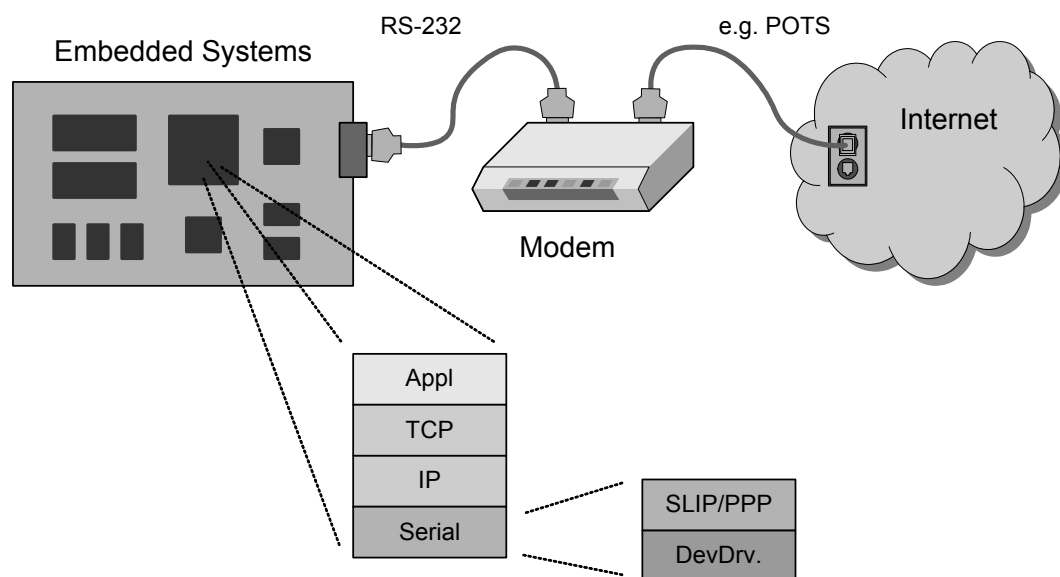 RS-232
e.g. POTS
Embedded Systems
Internet
Modem
Appl
TCP
IP
Serial
SLIP/PPP
DevDrv.